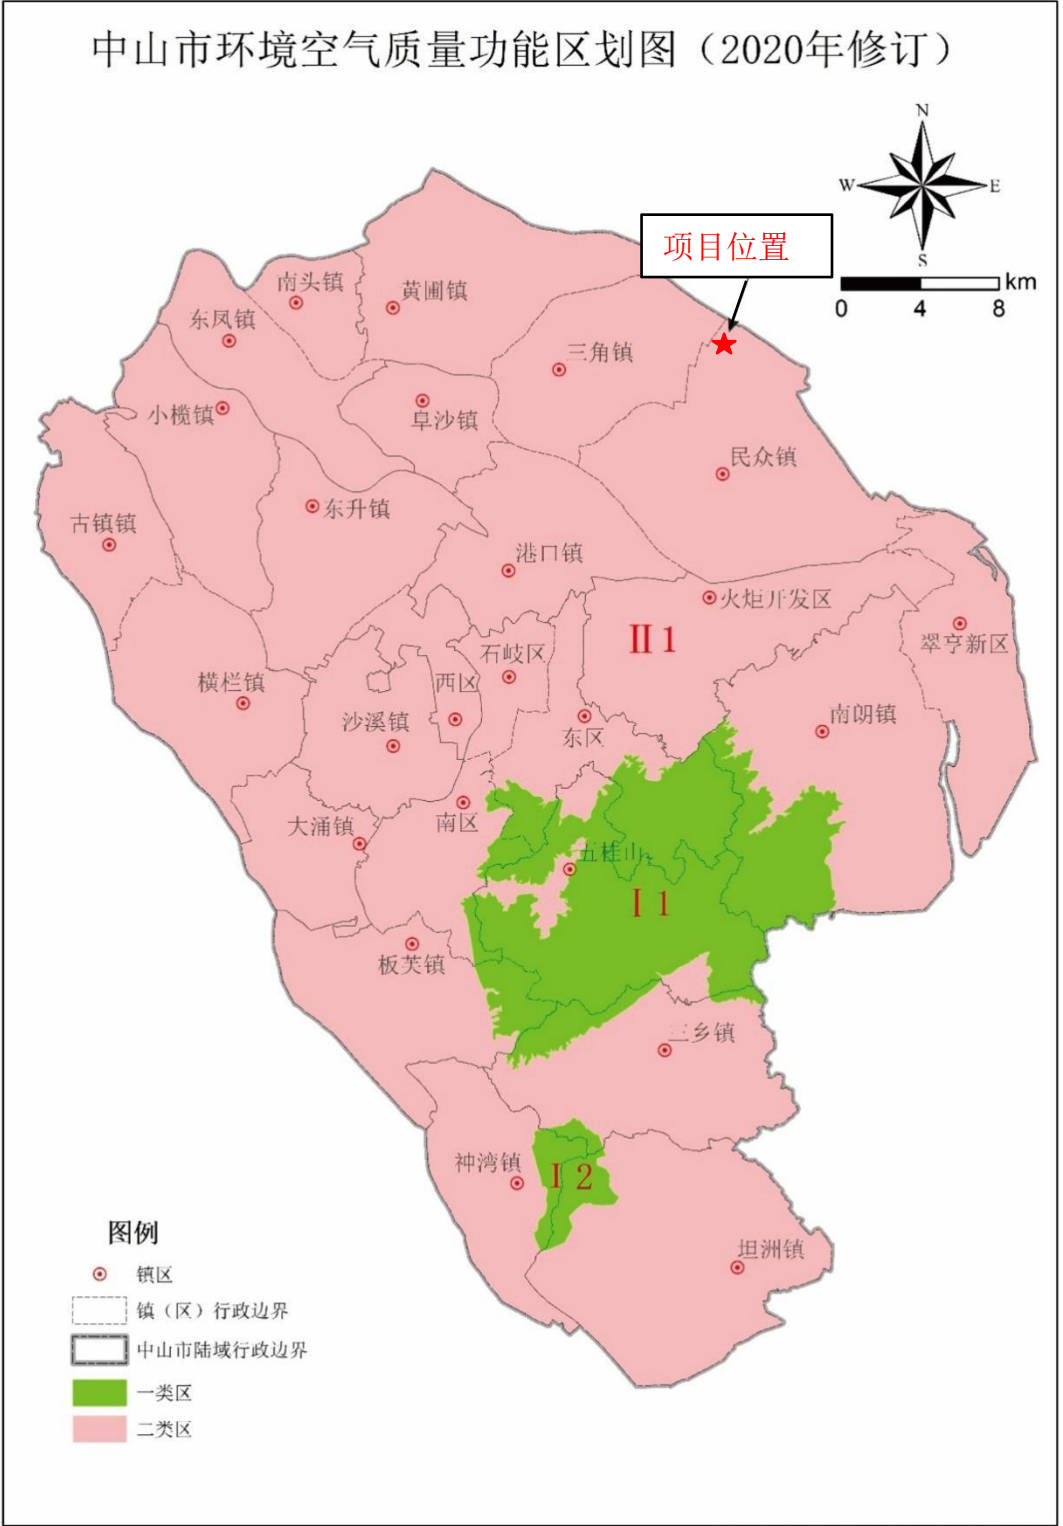 中山市环境空气质量功能区划图（2020年修订）
N
W
E
S
km
0
4
8
项目位置
南头镇
黄圃镇
东凤镇
三角镇
小榄镇
阜沙镇
民众镇
古镇镇
东升镇
港口镇
火炬开发区
Ⅱ1
翠亨新区
石岐区
西区
横栏镇
沙溪镇
南朗镇
东区
大涌镇
南区
五桂山
Ⅰ1
板芙镇
三乡镇
神湾镇
Ⅰ2
坦洲镇
图例
镇区
镇（区）行政边界
中山市陆域行政边界
一类区
二类区